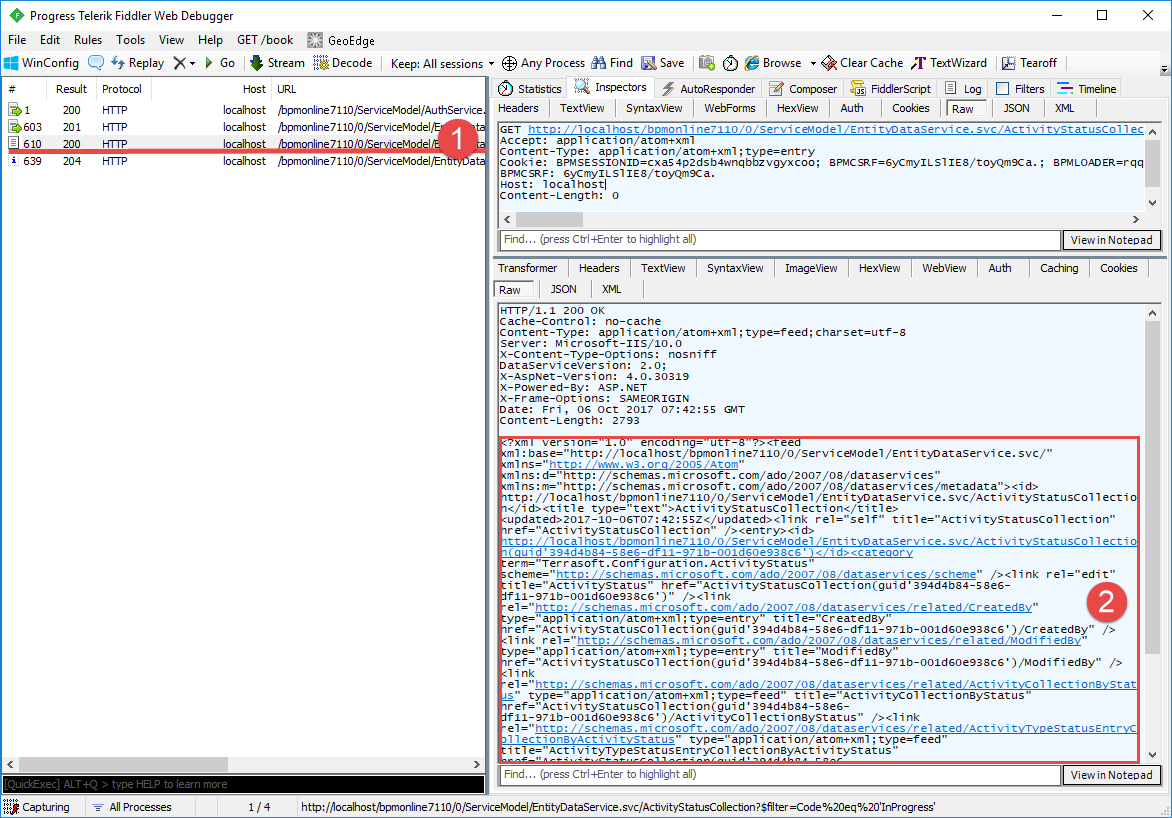 Progress Telerik Fiddler Web Debugger
File Edit Rules Tools View Help GET /book GeoEdge
WinConfig Replay Go Stream Decode Keep: All sessions Any Process Find Save Browse Clear Cache TextWizard Tearoff
# Result Protocol Host URL
1 200 HTTP localhost /bpmonline7110/ServiceModel/AuthService.
603 201 HTTP localhost /bpmonline7110/0/ServiceModel/EntityData
610 200 HTTP localhost /bpmonline7110/0/ServiceModel/EntityData
639 204 HTTP localhost /bpmonline7110/0/ServiceModel/EntityData
1
Statistics Inspectors AutoResponder Composer FiddlerScript Log Filters Timeline
Headers TextView SyntaxView WebForms HexView Auth Cookies Raw JSON XML
GET http://localhost/bpmonline7110/0/ServiceModel/EntityDataService.svc/ActivityStatusCollec
Accept: application/atom+xml
Content-Type: application/atom+xml;type=entry
Cookie: BPMSESSIONID=cxa54p2dsb4wnqbbzvgyxcoo; BPMCSRF=6yCmyILSlIE8/toyQm9Ca.; BPMLOADER=rqq
BPMCSRF: 6yCmyILSlIE8/toyQm9Ca.
Host: localhost
Content-Length: 0
Find... (press Ctrl+Enter to highlight all) View in Notepad
Transformer Headers TextView SyntaxView ImageView HexView WebView Auth Caching Cookies
Raw JSON XML
HTTP/1.1 200 OK
Cache-Control: no-cache
Content-Type: application/atom+xml;type=feed;charset=utf-8
Server: Microsoft-IIS/10.0
X-Content-Type-Options: nosniff
DataServiceVersion: 2.0;
X-AspNet-Version: 4.0.30319
X-Powered-By: ASP.NET
X-Frame-Options: SAMEORIGIN
Date: Fri, 06 Oct 2017 07:42:55 GMT
Content-Length: 2793
<?xml version="1.0" encoding="utf-8"?><feed
xml:base="http://localhost/bpmonline7110/0/ServiceModel/EntityDataService.svc/"
xmlns="http://www.w3.org/2005/Atom"
xmlns:d="http://schemas.microsoft.com/ado/2007/08/dataservices"
xmlns:m="http://schemas.microsoft.com/ado/2007/08/dataservices/metadata"><id>
http://localhost/bpmonline7110/0/ServiceModel/EntityDataService.svc/ActivityStatusCollectio
n</id><title type="text">ActivityStatusCollection</title>
<updated>2017-10-06T07:42:55Z</updated><link rel="self" title="ActivityStatusCollection"
href="ActivityStatusCollection" /><entry><id>
http://localhost/bpmonline7110/0/ServiceModel/EntityDataService.svc/ActivityStatusCollectio
n(guid'394d4b84-58e6-df11-971b-001d60e938c6')</id><category
term="Terrasoft.Configuration.ActivityStatus"
scheme="http://schemas.microsoft.com/ado/2007/08/dataservices/scheme" /><link rel="edit"
title="ActivityStatus" href="ActivityStatusCollection(guid'394d4b84-58e6-
df11-971b-001d60e938c6')" /><link
rel="http://schemas.microsoft.com/ado/2007/08/dataservices/related/CreatedBy"
type="application/atom+xml;type=entry" title="CreatedBy"
href="ActivityStatusCollection(guid'394d4b84-58e6-df11-971b-001d60e938c6')/CreatedBy" />
<link rel="http://schemas.microsoft.com/ado/2007/08/dataservices/related/ModifiedBy"
type="application/atom+xml;type=entry" title="ModifiedBy"
href="ActivityStatusCollection(guid'394d4b84-58e6-df11-971b-001d60e938c6')/ModifiedBy" />
<link
rel="http://schemas.microsoft.com/ado/2007/08/dataservices/related/ActivityCollectionByStat
us" type="application/atom+xml;type=feed" title="ActivityCollectionByStatus"
href="ActivityStatusCollection(guid'394d4b84-58e6-
df11-971b-001d60e938c6')/ActivityCollectionByStatus" /><link
rel="http://schemas.microsoft.com/ado/2007/08/dataservices/related/ActivityTypeStatusEntryC
ollectionByActivityStatus" type="application/atom+xml;type=feed"
title="ActivityTypeStatusEntryCollectionByActivityStatus"
href="ActivityStatusCollection(guid'394d4b84-58e6-
2
Find... (press Ctrl+Enter to highlight all) View in Notepad
[QuickExec] ALT+Q > type HELP to learn more
Capturing All Processes 1 / 4 http://localhost/bpmonline7110/0/ServiceModel/EntityDataService.svc/ActivityStatusCollection?$filter=Code%20eq%20'InProgress'